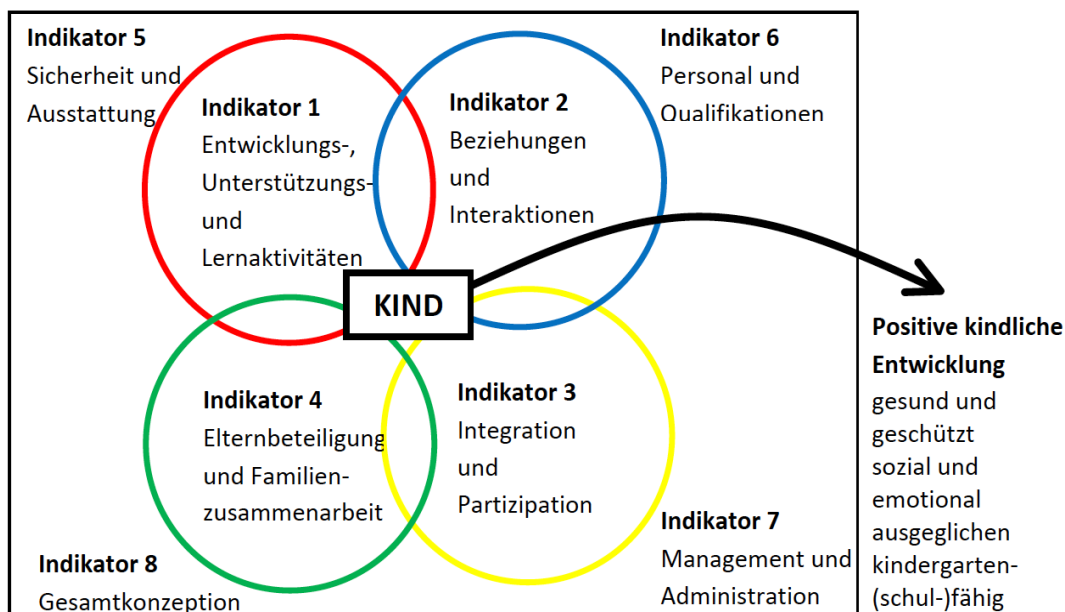 Indikator 5
Sicherheit und
Ausstattung
Indikator 6
Personal und
Qualifikationen
Indikator 1
Entwicklungs-,
Unterstützungs-
und
Lernaktivitäten
Indikator 2
Beziehungen
und
Interaktionen
KIND
Indikator 4
Elternbeteiligung
und Familien-
zusammenarbeit
Indikator 3
Integration
und
Partizipation
Indikator 8
Gesamtkonzeption
Indikator 7
Management und
Administration
Positive kindliche
Entwicklung
gesund und
geschützt
sozial und
emotional
ausgeglichen
kindergarten-
(schul-)fähig